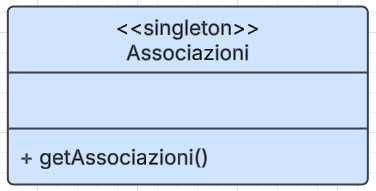 <<singleton>>
Associazioni
+ getAssociazioni()